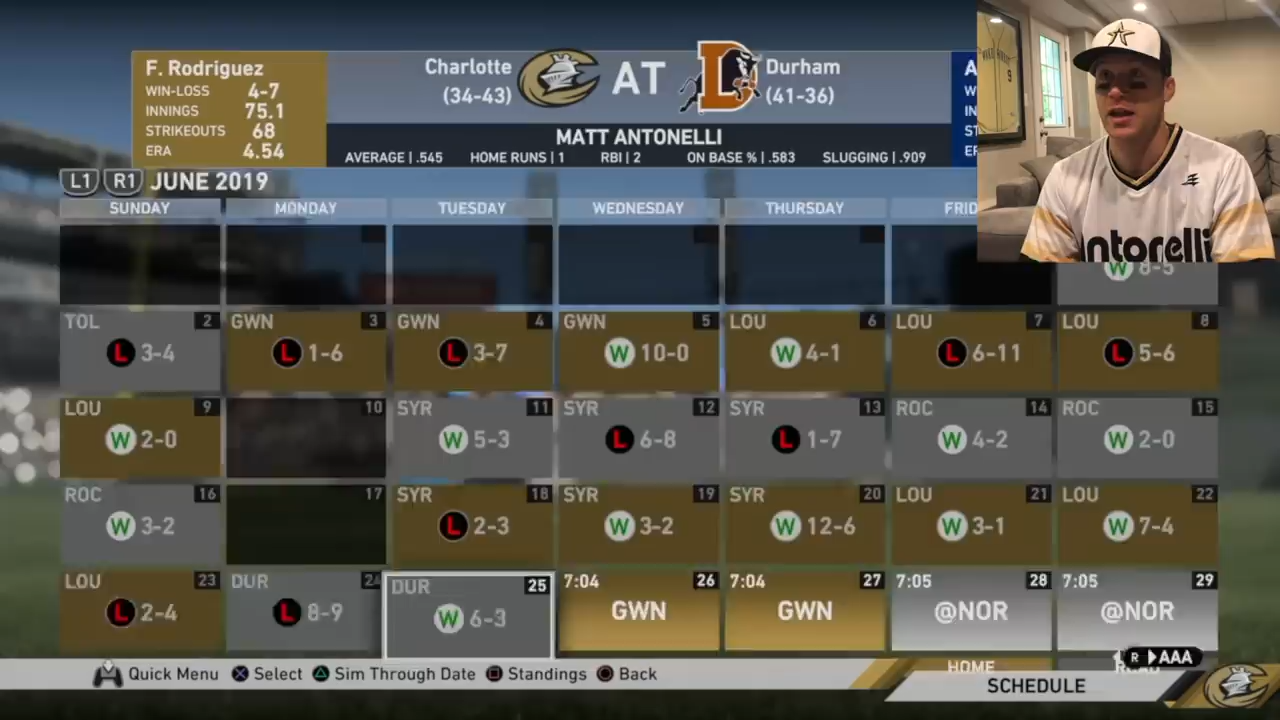 F. Rodriguez
WIN-LOSS 4-7
INNINGS 75.1
STRIKEOUTS 68
ERA 4.54
Charlotte
(34-43)
AT
D
Durham
(41-36)
MATT ANTONELLI
AVERAGE | .545 HOME RUNS | 1 RBI | 2 ON BASE % | .583 SLUGGING | .909
antorelli
L1 R1 JUNE 2019
SUNDAY MONDAY TUESDAY WEDNESDAY THURSDAY FRID
W 8-5
TOL 2 GWN 3 GWN 4 GWN 5 LOU 6 LOU 7 LOU 8
L 3-4 L 1-6 L 3-7 W 10-0 W 4-1 L 6-11 L 5-6
LOU 9 10 SYR 11 SYR 12 SYR 13 ROC 14 ROC 15
W 2-0 W 5-3 L 6-8 L 1-7 W 4-2 W 2-0
ROC 16 17 SYR 18 SYR 19 SYR 20 LOU 21 LOU 22
W 3-2 L 2-3 W 3-2 W 12-6 W 3-1 W 7-4
LOU 23 DUR 24 DUR 25 7:04 26 7:04 27 7:05 28 7:05 29
L 2-4 L 8-9 W 6-3 GWN GWN @NOR @NOR
R AAA
HOME
Quick Menu Select Sim Through Date Standings Back
SCHEDULE